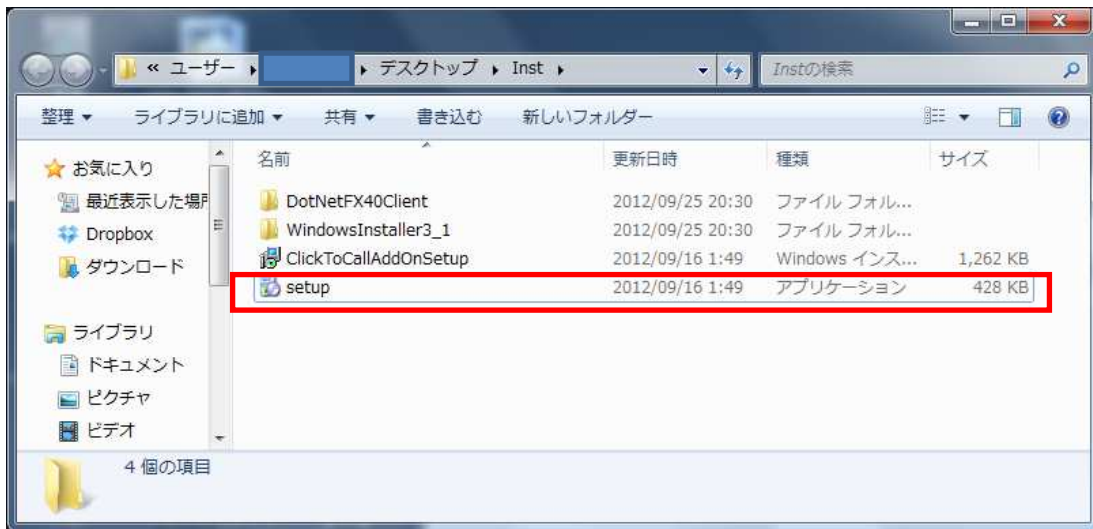 « ユーザー ▸ ▸ デスクトップ ▸ Inst ▸ Instの検索
整理 ▼ ライブラリに追加 ▼ 共有 ▼ 書き込む 新しいフォルダー
お気に入り
最近表示した場所
Dropbox
ダウンロード
ライブラリ
ドキュメント
ピクチャ
ビデオ
名前 更新日時 種類 サイズ
DotNetFX40Client 2012/09/25 20:30 ファイル フォル...
WindowsInstaller3_1 2012/09/25 20:30 ファイル フォル...
ClickToCallAddOnSetup 2012/09/16 1:49 Windows インス... 1,262 KB
setup 2012/09/16 1:49 アプリケーション 428 KB
4 個の項目